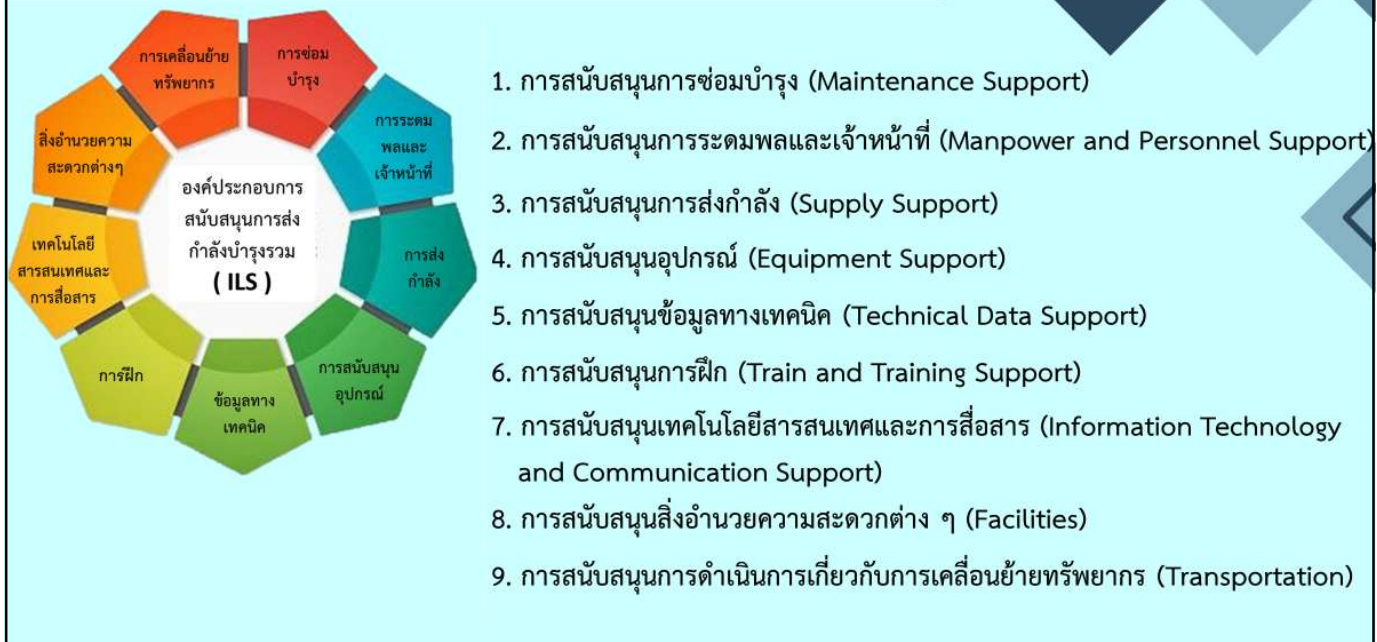 การเคลื่อนย้าย
ทรัพยากร
การซ่อม
บำรุง
การระดม
พลและ
เจ้าหน้าที่
การส่ง
กำลัง
การสนับสนุน
อุปกรณ์
ข้อมูลทาง
เทคนิค
การฝึก
เทคโนโลยี
สารสนเทศและ
การสื่อสาร
สิ่งอำนวยความ
สะดวกต่างๆ
องค์ประกอบการ
สนับสนุนการส่ง
กำลังบำรุงรวม
( ILS )
1. การสนับสนุนการซ่อมบำรุง (Maintenance Support)
2. การสนับสนุนการระดมพลและเจ้าหน้าที่ (Manpower and Personnel Support)
3. การสนับสนุนการส่งกำลัง (Supply Support)
4. การสนับสนุนอุปกรณ์ (Equipment Support)
5. การสนับสนุนข้อมูลทางเทคนิค (Technical Data Support)
6. การสนับสนุนการฝึก (Train and Training Support)
7. การสนับสนุนเทคโนโลยีสารสนเทศและการสื่อสาร (Information Technology
and Communication Support)
8. การสนับสนุนสิ่งอำนวยความสะดวกต่าง ๆ (Facilities)
9. การสนับสนุนการดำเนินการเกี่ยวกับการเคลื่อนย้ายทรัพยากร (Transportation)